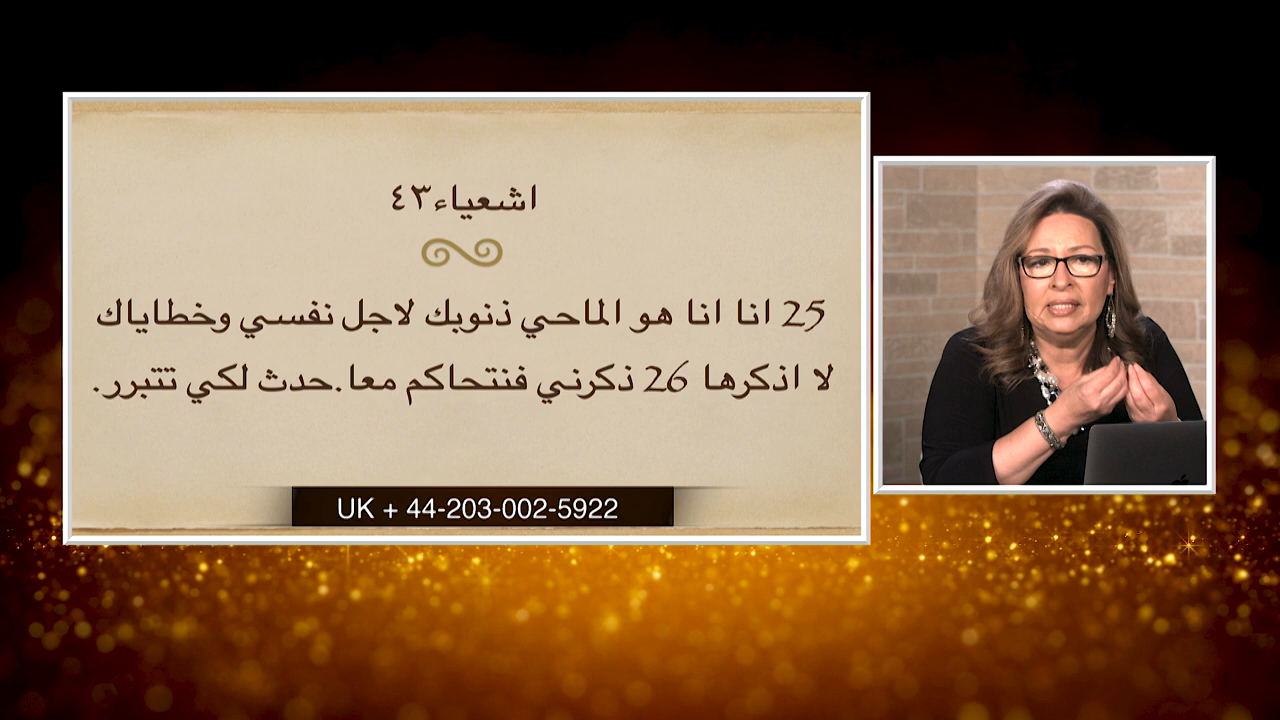 اشعياء٤٣
25 انا انا هو الماحي ذنوبك لاجل نفسي وخطاياك
لا اذكرها 26 ذكرني فنتحاكم معا.حدث لكي تتبرر.
UK + 44-203-002-5922